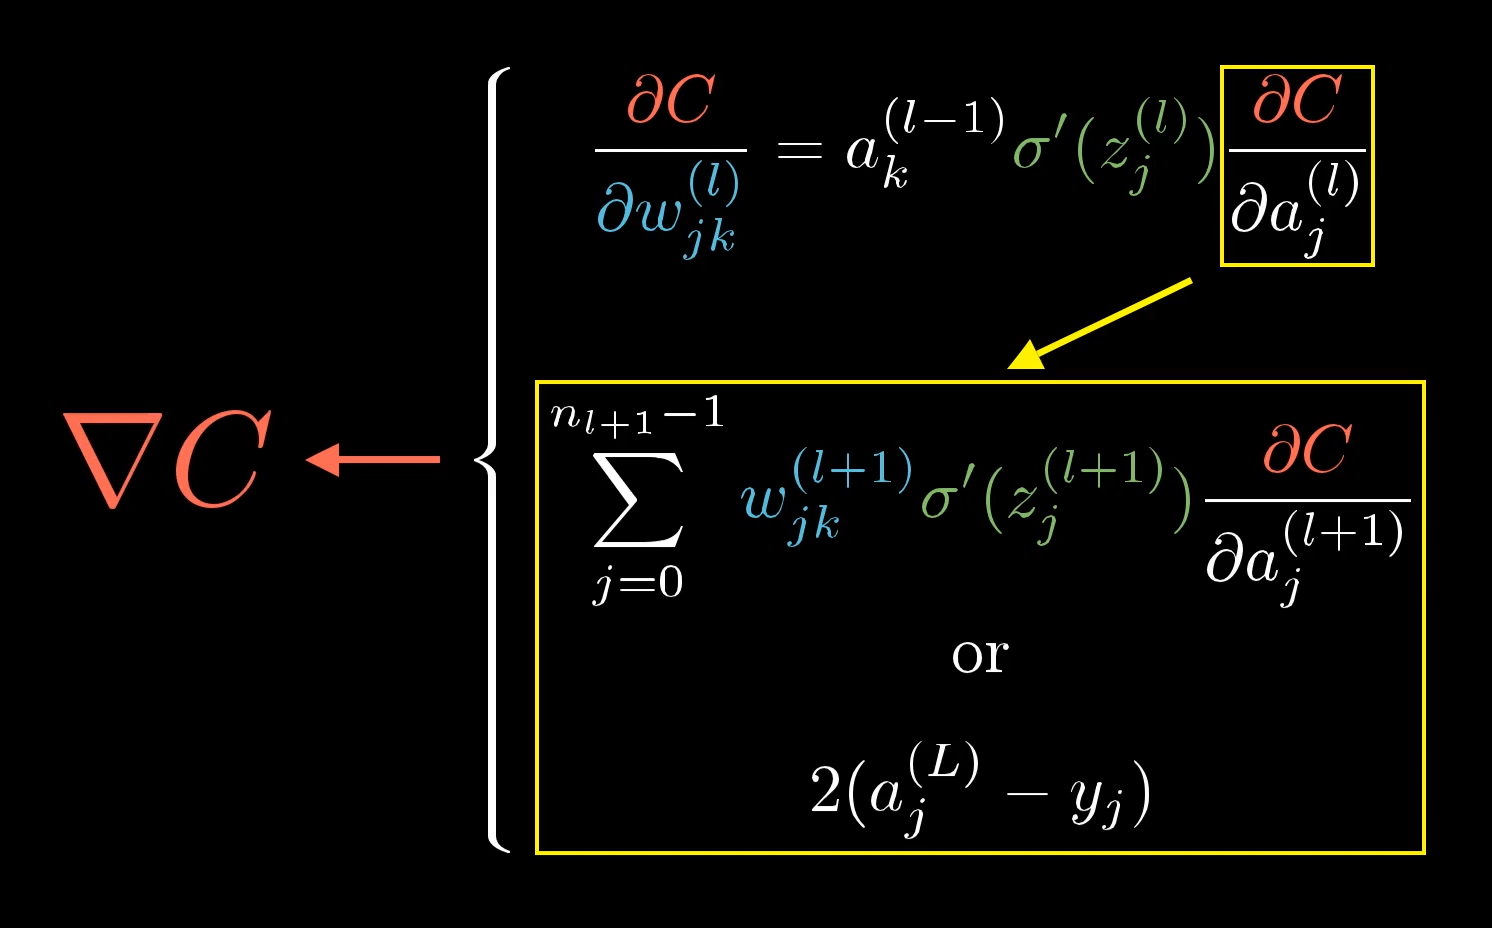 ∂C/∂w_{jk}^{(l)} = a_k^{(l−1)} σ′(z_j^{(l)}) ∂C/∂a_j^{(l)}
∇C
∑_{j=0}^{n_{l+1}−1} w_{jk}^{(l+1)} σ′(z_j^{(l+1)}) ∂C/∂a_j^{(l+1)}
or
2(a_j^{(L)} − y_j)